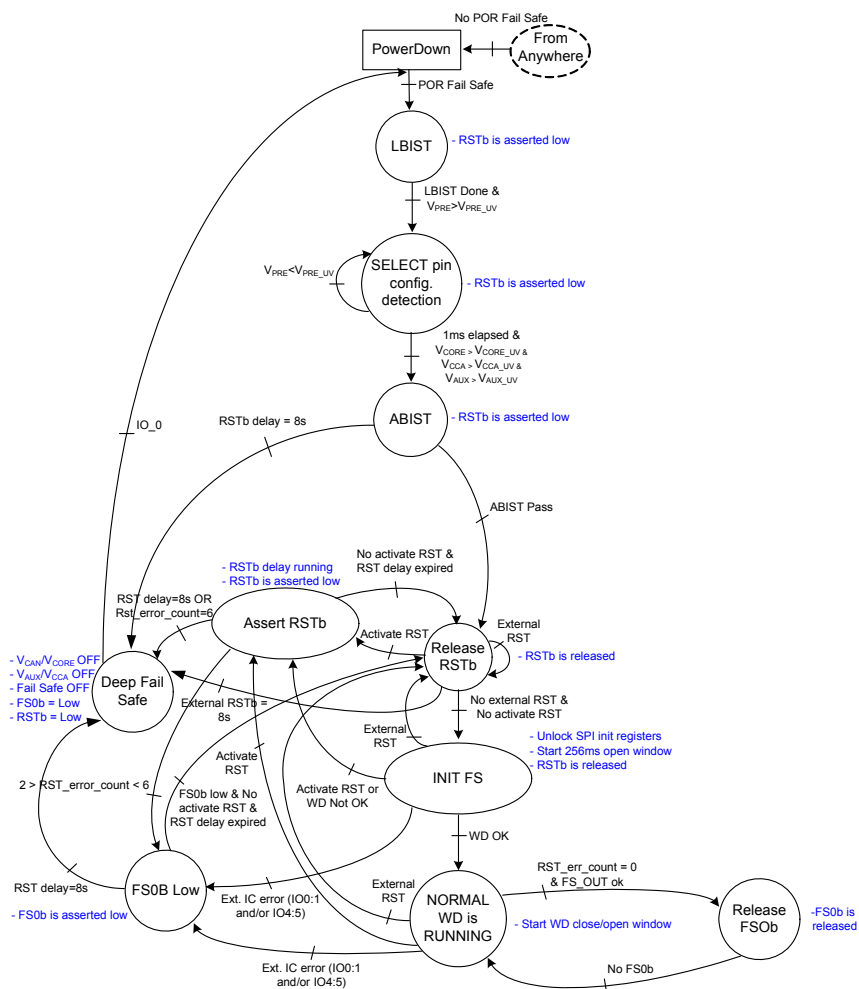 No POR Fail Safe
PowerDown
From
Anywhere
POR Fail Safe
LBIST
- RSTb is asserted low
LBIST Done &
VPRE>VPRE_UV
VPRE<VPRE_UV
SELECT pin
config.
detection
- RSTb is asserted low
1ms elapsed &
VCORE > VCORE_UV &
VCCA > VCCA_UV &
VAUX > VAUX_UV
ABIST
- RSTb is asserted low
RSTb delay = 8s
IO_0
ABIST Pass
- RSTb delay running
- RSTb is asserted low
No activate RST &
RST delay expired
RST delay=8s OR
Rst_error_count=6
Assert RSTb
Activate RST
Release
RSTb
External
RST
- RSTb is released
- VCAN/VCORE OFF
- VAUX/VCCA OFF
- Fail Safe OFF
- FS0b = Low
- RSTb = Low
Deep Fail
Safe
External RSTb =
8s
No external RST &
No activate RST
External
RST
- Unlock SPI init registers
- Start 256ms open window
- RSTb is released
INIT FS
Activate
RST
Activate RST or
WD Not OK
2 > RST_error_count < 6
FS0b low & No
activate RST &
RST delay expired
WD OK
RST delay=8s
FS0B Low
- FS0b is asserted low
Ext. IC error (IO0:1
and/or IO4:5)
External
RST
NORMAL
WD is
RUNNING
- Start WD close/open window
RST_err_count = 0
& FS_OUT ok
Release
FSOb
-FS0b is
released
Ext. IC error (IO0:1
and/or IO4:5)
No FS0b